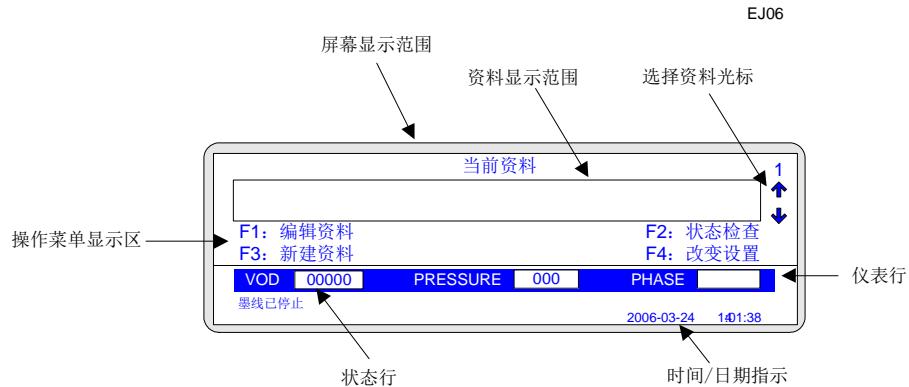 EJ06
屏幕显示范围
资料显示范围
选择资料光标
当前资料
1
F1：编辑资料
F2：状态检查
操作菜单显示区
F3：新建资料
F4：改变设置
VOD 00000 PRESSURE 000 PHASE
仪表行
墨线已停止
2006-03-24
状态行
时间/日期指示